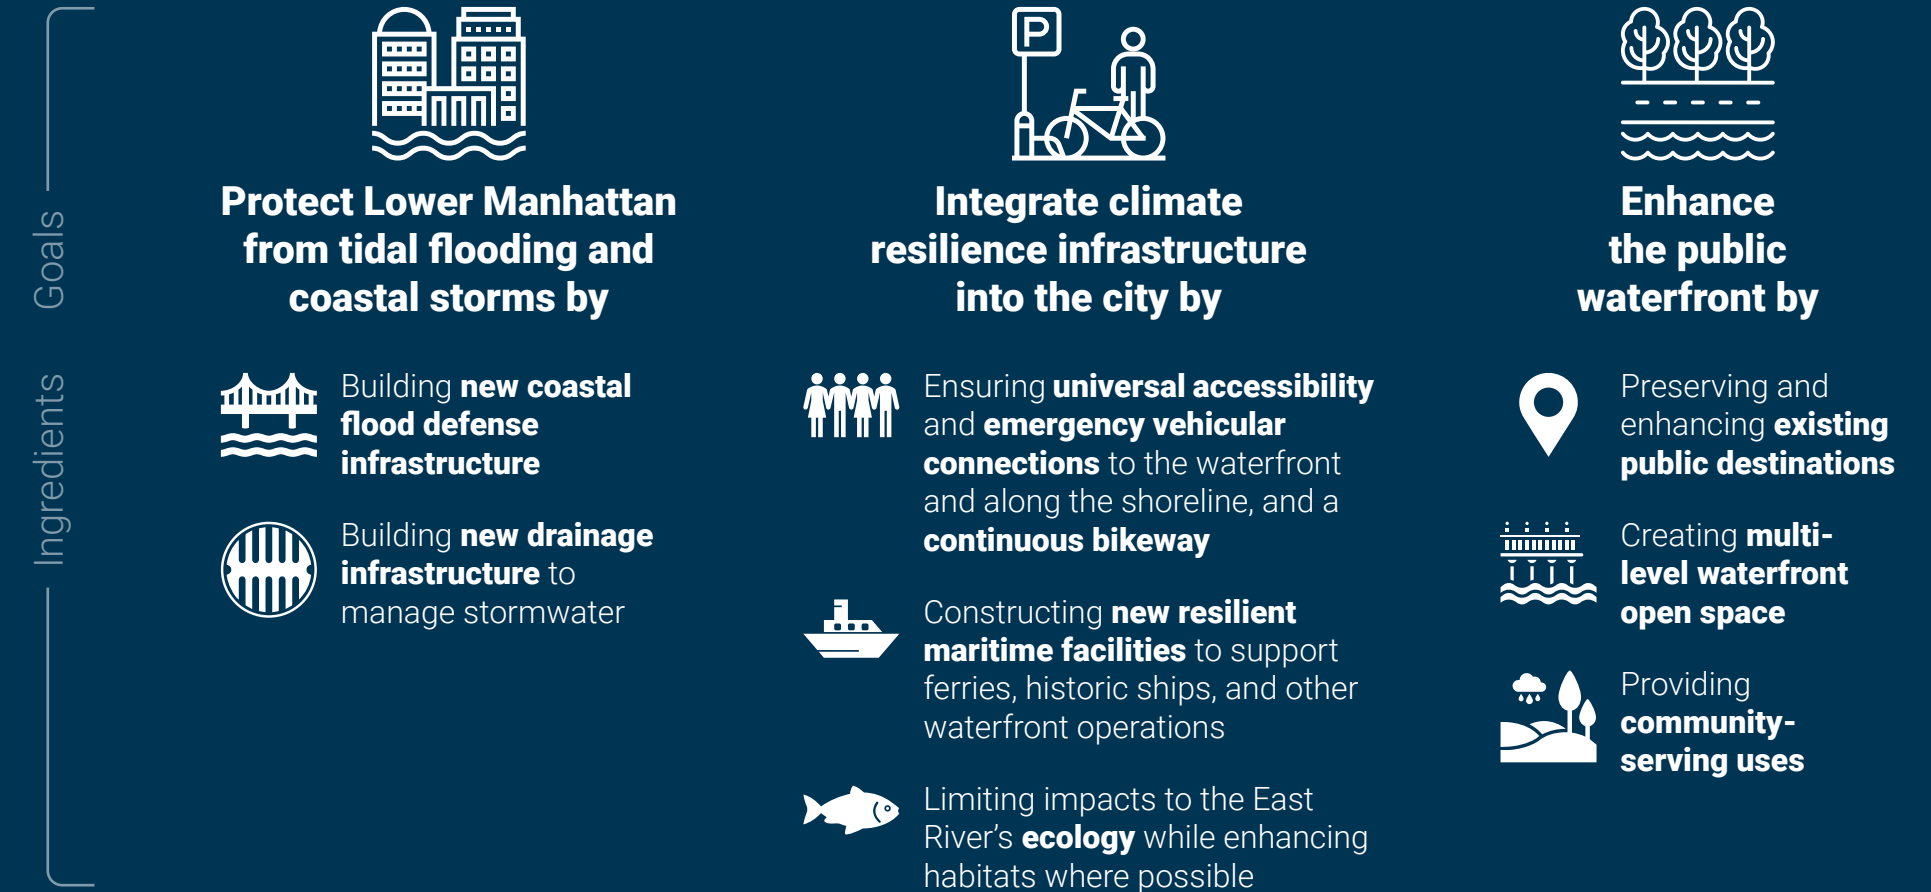 Goals
Ingredients
P
Protect Lower Manhattan
from tidal flooding and
coastal storms by
Building new coastal
flood defense
infrastructure
Building new drainage
infrastructure to
manage stormwater
Integrate climate
resilience infrastructure
into the city by
Ensuring universal accessibility
and emergency vehicular
connections to the waterfront
and along the shoreline, and a
continuous bikeway
Constructing new resilient
maritime facilities to support
ferries, historic ships, and other
waterfront operations
Limiting impacts to the East
River’s ecology while enhancing
habitats where possible
Enhance
the public
waterfront by
Preserving and
enhancing existing
public destinations
Creating multi-
level waterfront
open space
Providing
community-
serving uses